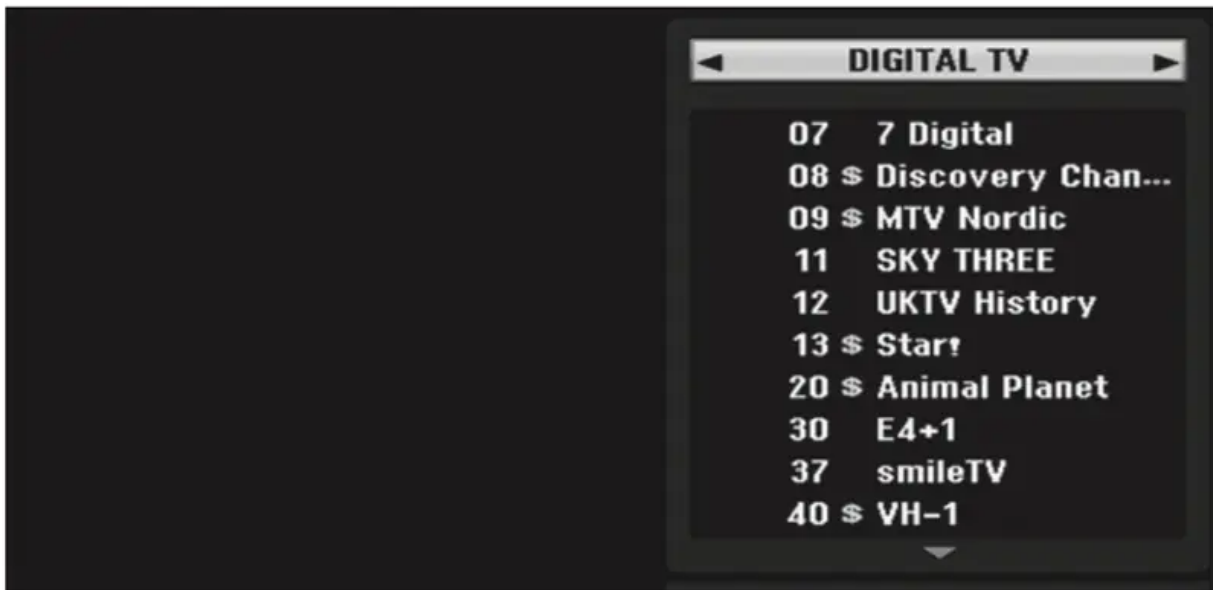 DIGITAL TV
07 7 Digital
08 $ Discovery Chan...
09 $ MTV Nordic
11 SKY THREE
12 UKTV History
13 $ Star!
20 $ Animal Planet
30 E4+1
37 smileTV
40 $ VH-1